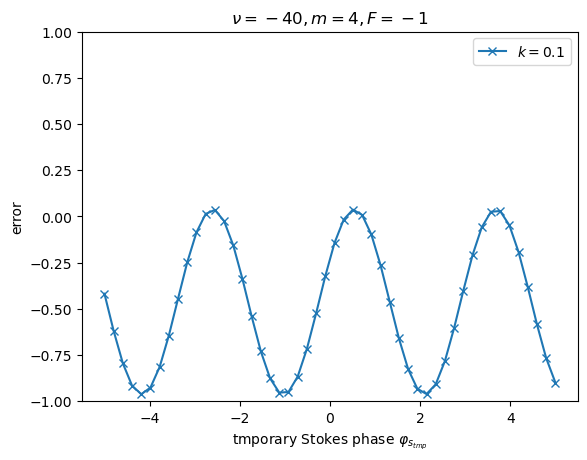 ν = −40, m = 4, F = −1
k = 0.1
1.00
0.75
0.50
0.25
0.00
−0.25
−0.50
−0.75
−1.00
error
−4 −2 0 2 4
tmporary Stokes phase φ_{s_{tmp}}